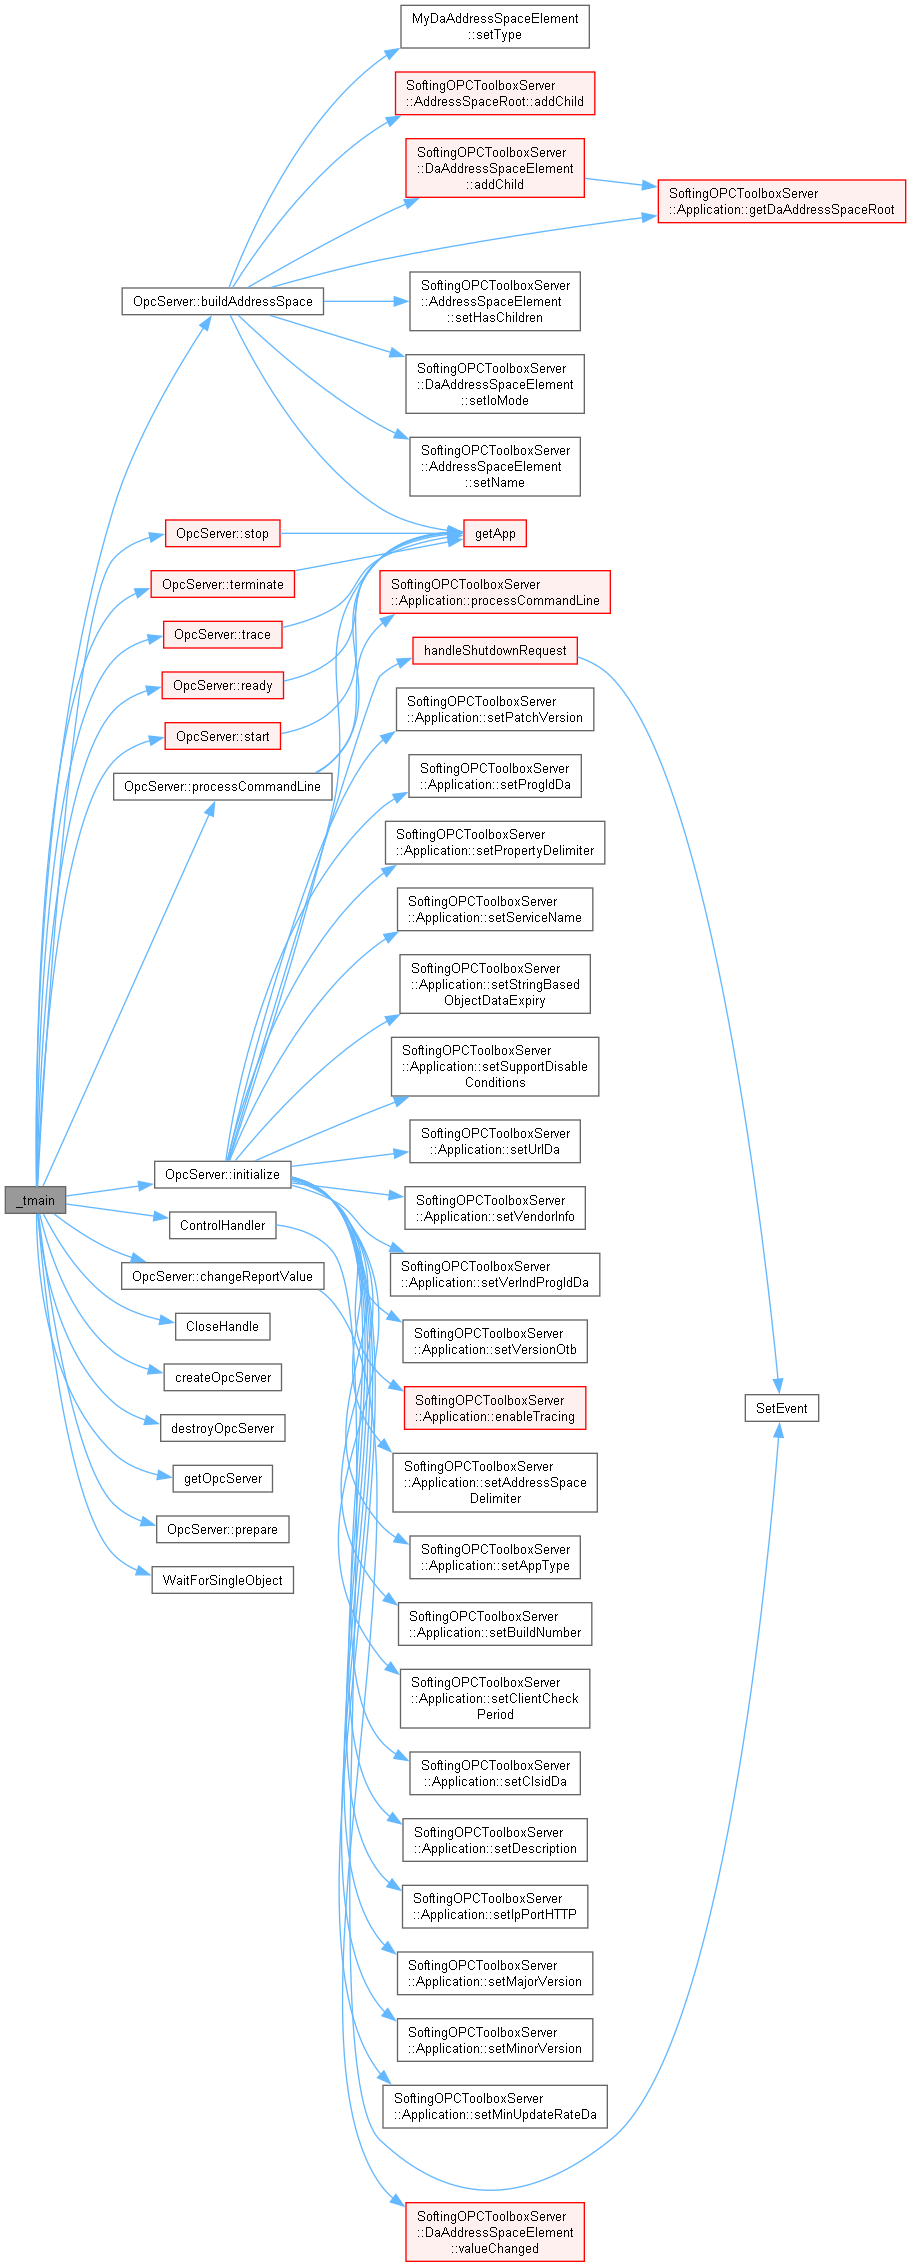 MyDaAddressSpaceElement
::setType
SoftingOPCToolboxServer
::AddressSpaceRoot::addChild
SoftingOPCToolboxServer
::DaAddressSpaceElement
::addChild
SoftingOPCToolboxServer
::Application::getDaAddressSpaceRoot
OpcServer::buildAddressSpace
SoftingOPCToolboxServer
::AddressSpaceElement
::setHasChildren
SoftingOPCToolboxServer
::DaAddressSpaceElement
::setIoMode
SoftingOPCToolboxServer
::AddressSpaceElement
::setName
OpcServer::stop
getApp
OpcServer::terminate
SoftingOPCToolboxServer
::Application::processCommandLine
OpcServer::trace
handleShutdownRequest
OpcServer::ready
SoftingOPCToolboxServer
::Application::setPatchVersion
OpcServer::start
SoftingOPCToolboxServer
::Application::setProgIdDa
OpcServer::processCommandLine
SoftingOPCToolboxServer
::Application::setPropertyDelimiter
SoftingOPCToolboxServer
::Application::setServiceName
SoftingOPCToolboxServer
::Application::setStringBased
ObjectDataExpiry
SoftingOPCToolboxServer
::Application::setSupportDisable
Conditions
SoftingOPCToolboxServer
::Application::setUrlDa
OpcServer::initialize
_tmain
SoftingOPCToolboxServer
::Application::setVendorInfo
ControlHandler
SoftingOPCToolboxServer
::Application::setVerIndProgIdDa
OpcServer::changeReportValue
CloseHandle
SoftingOPCToolboxServer
::Application::setVersionOtb
createOpcServer
SoftingOPCToolboxServer
::Application::enableTracing
SetEvent
destroyOpcServer
SoftingOPCToolboxServer
::Application::setAddressSpace
Delimiter
getOpcServer
OpcServer::prepare
SoftingOPCToolboxServer
::Application::setAppType
WaitForSingleObject
SoftingOPCToolboxServer
::Application::setBuildNumber
SoftingOPCToolboxServer
::Application::setClientCheck
Period
SoftingOPCToolboxServer
::Application::setClsidDa
SoftingOPCToolboxServer
::Application::setDescription
SoftingOPCToolboxServer
::Application::setIpPortHTTP
SoftingOPCToolboxServer
::Application::setMajorVersion
SoftingOPCToolboxServer
::Application::setMinorVersion
SoftingOPCToolboxServer
::Application::setMinUpdateRateDa
SoftingOPCToolboxServer
::DaAddressSpaceElement
::valueChanged